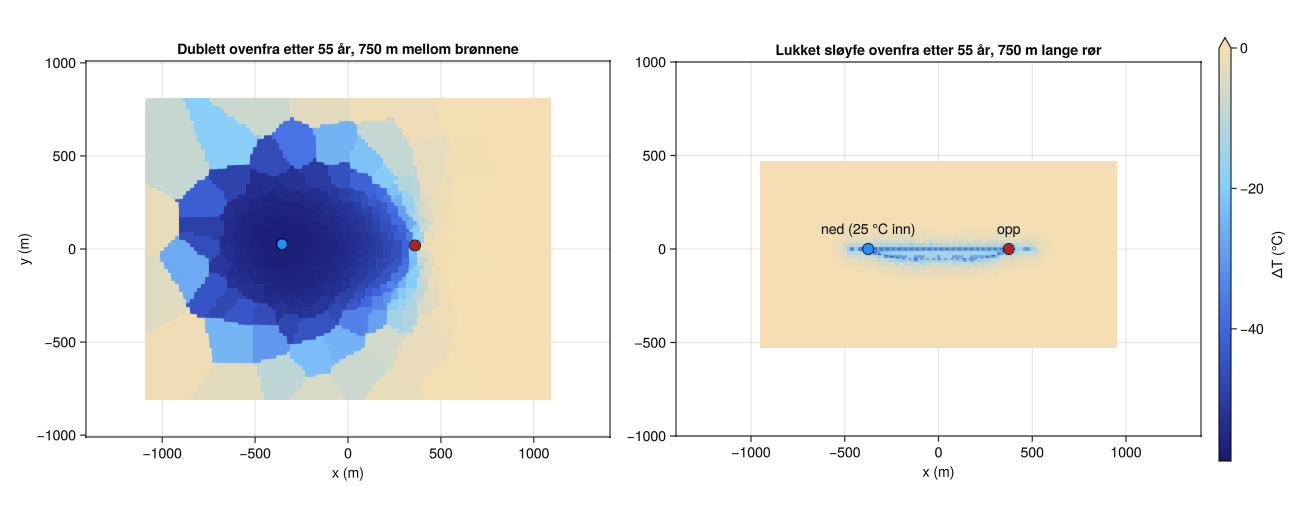 Dublett ovenfra etter 55 år, 750 m mellom brønnene
1000
500
0
−500
−1000
y (m)
−1000
−500
0
500
1000
x (m)
Lukket sløyfe ovenfra etter 55 år, 750 m lange rør
1000
500
0
−500
−1000
ned (25 °C inn)
opp
−1000
−500
0
500
1000
x (m)
0
−20
−40
ΔT (°C)